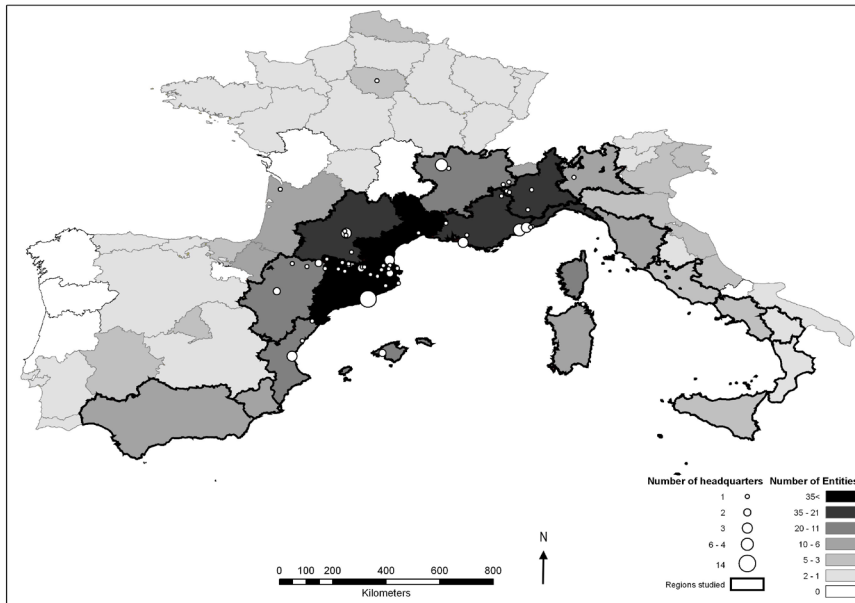 Number of headquarters
1
2
3
6 - 4
14
Regions studied
Number of Entities
35<
35 - 21
20 - 11
10 - 6
5 - 3
2 - 1
0
N
0 100 200 400 600 800
Kilometers